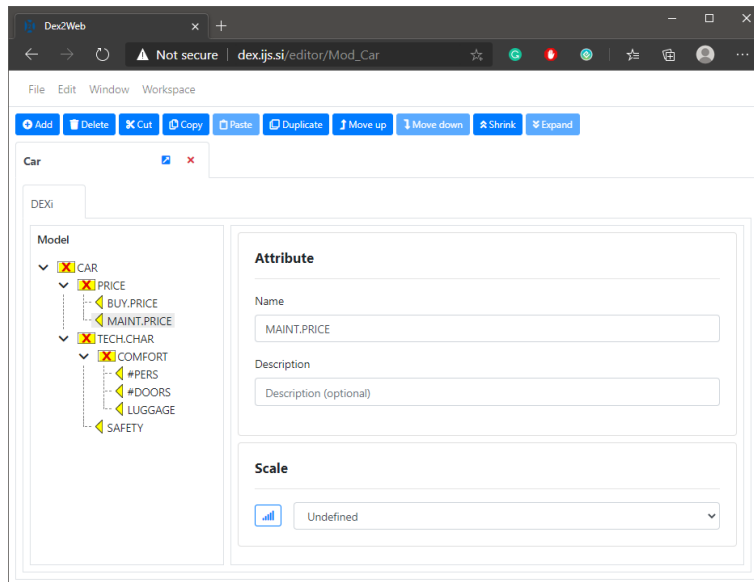 Dex2Web
Not secure | dex.ijs.si/editor/Mod_Car
File Edit Window Workspace
Add Delete Cut Copy Paste Duplicate Move up Move down Shrink Expand
Car
DEXi
Model
CAR
PRICE
BUY.PRICE
MAINT.PRICE
TECH.CHAR
COMFORT
#PERS
#DOORS
LUGGAGE
SAFETY
Attribute
Name
MAINT.PRICE
Description
Description (optional)
Scale
Undefined